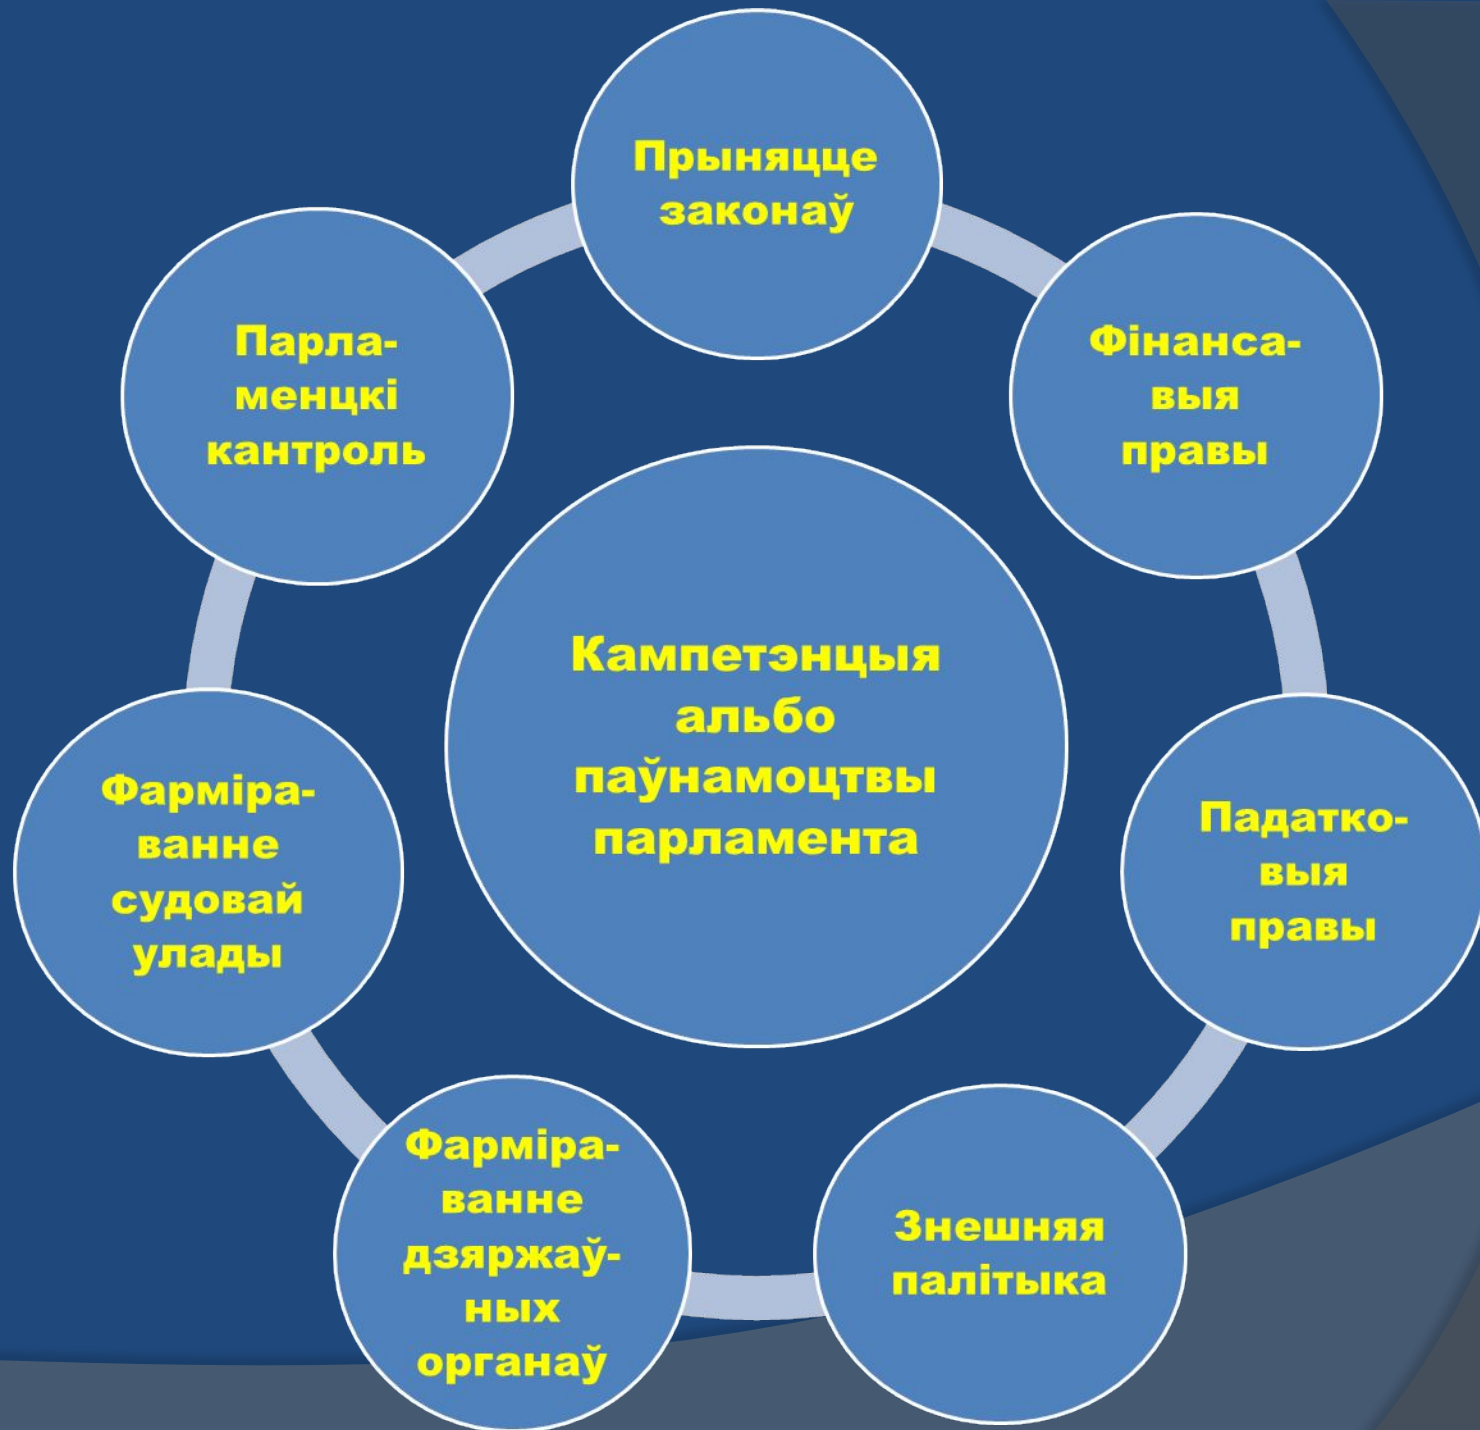 Прыняцце
законаў
Фінанса-
выя
правы
Падатко-
выя
правы
Знешняя
палітыка
Фарміра-
ванне
дзяржаў-
ных
органаў
Фарміра-
ванне
судовай
улады
Парла-
менцкі
кантроль
Кампетэнцыя
альбо
паўнамоцтвы
парламента